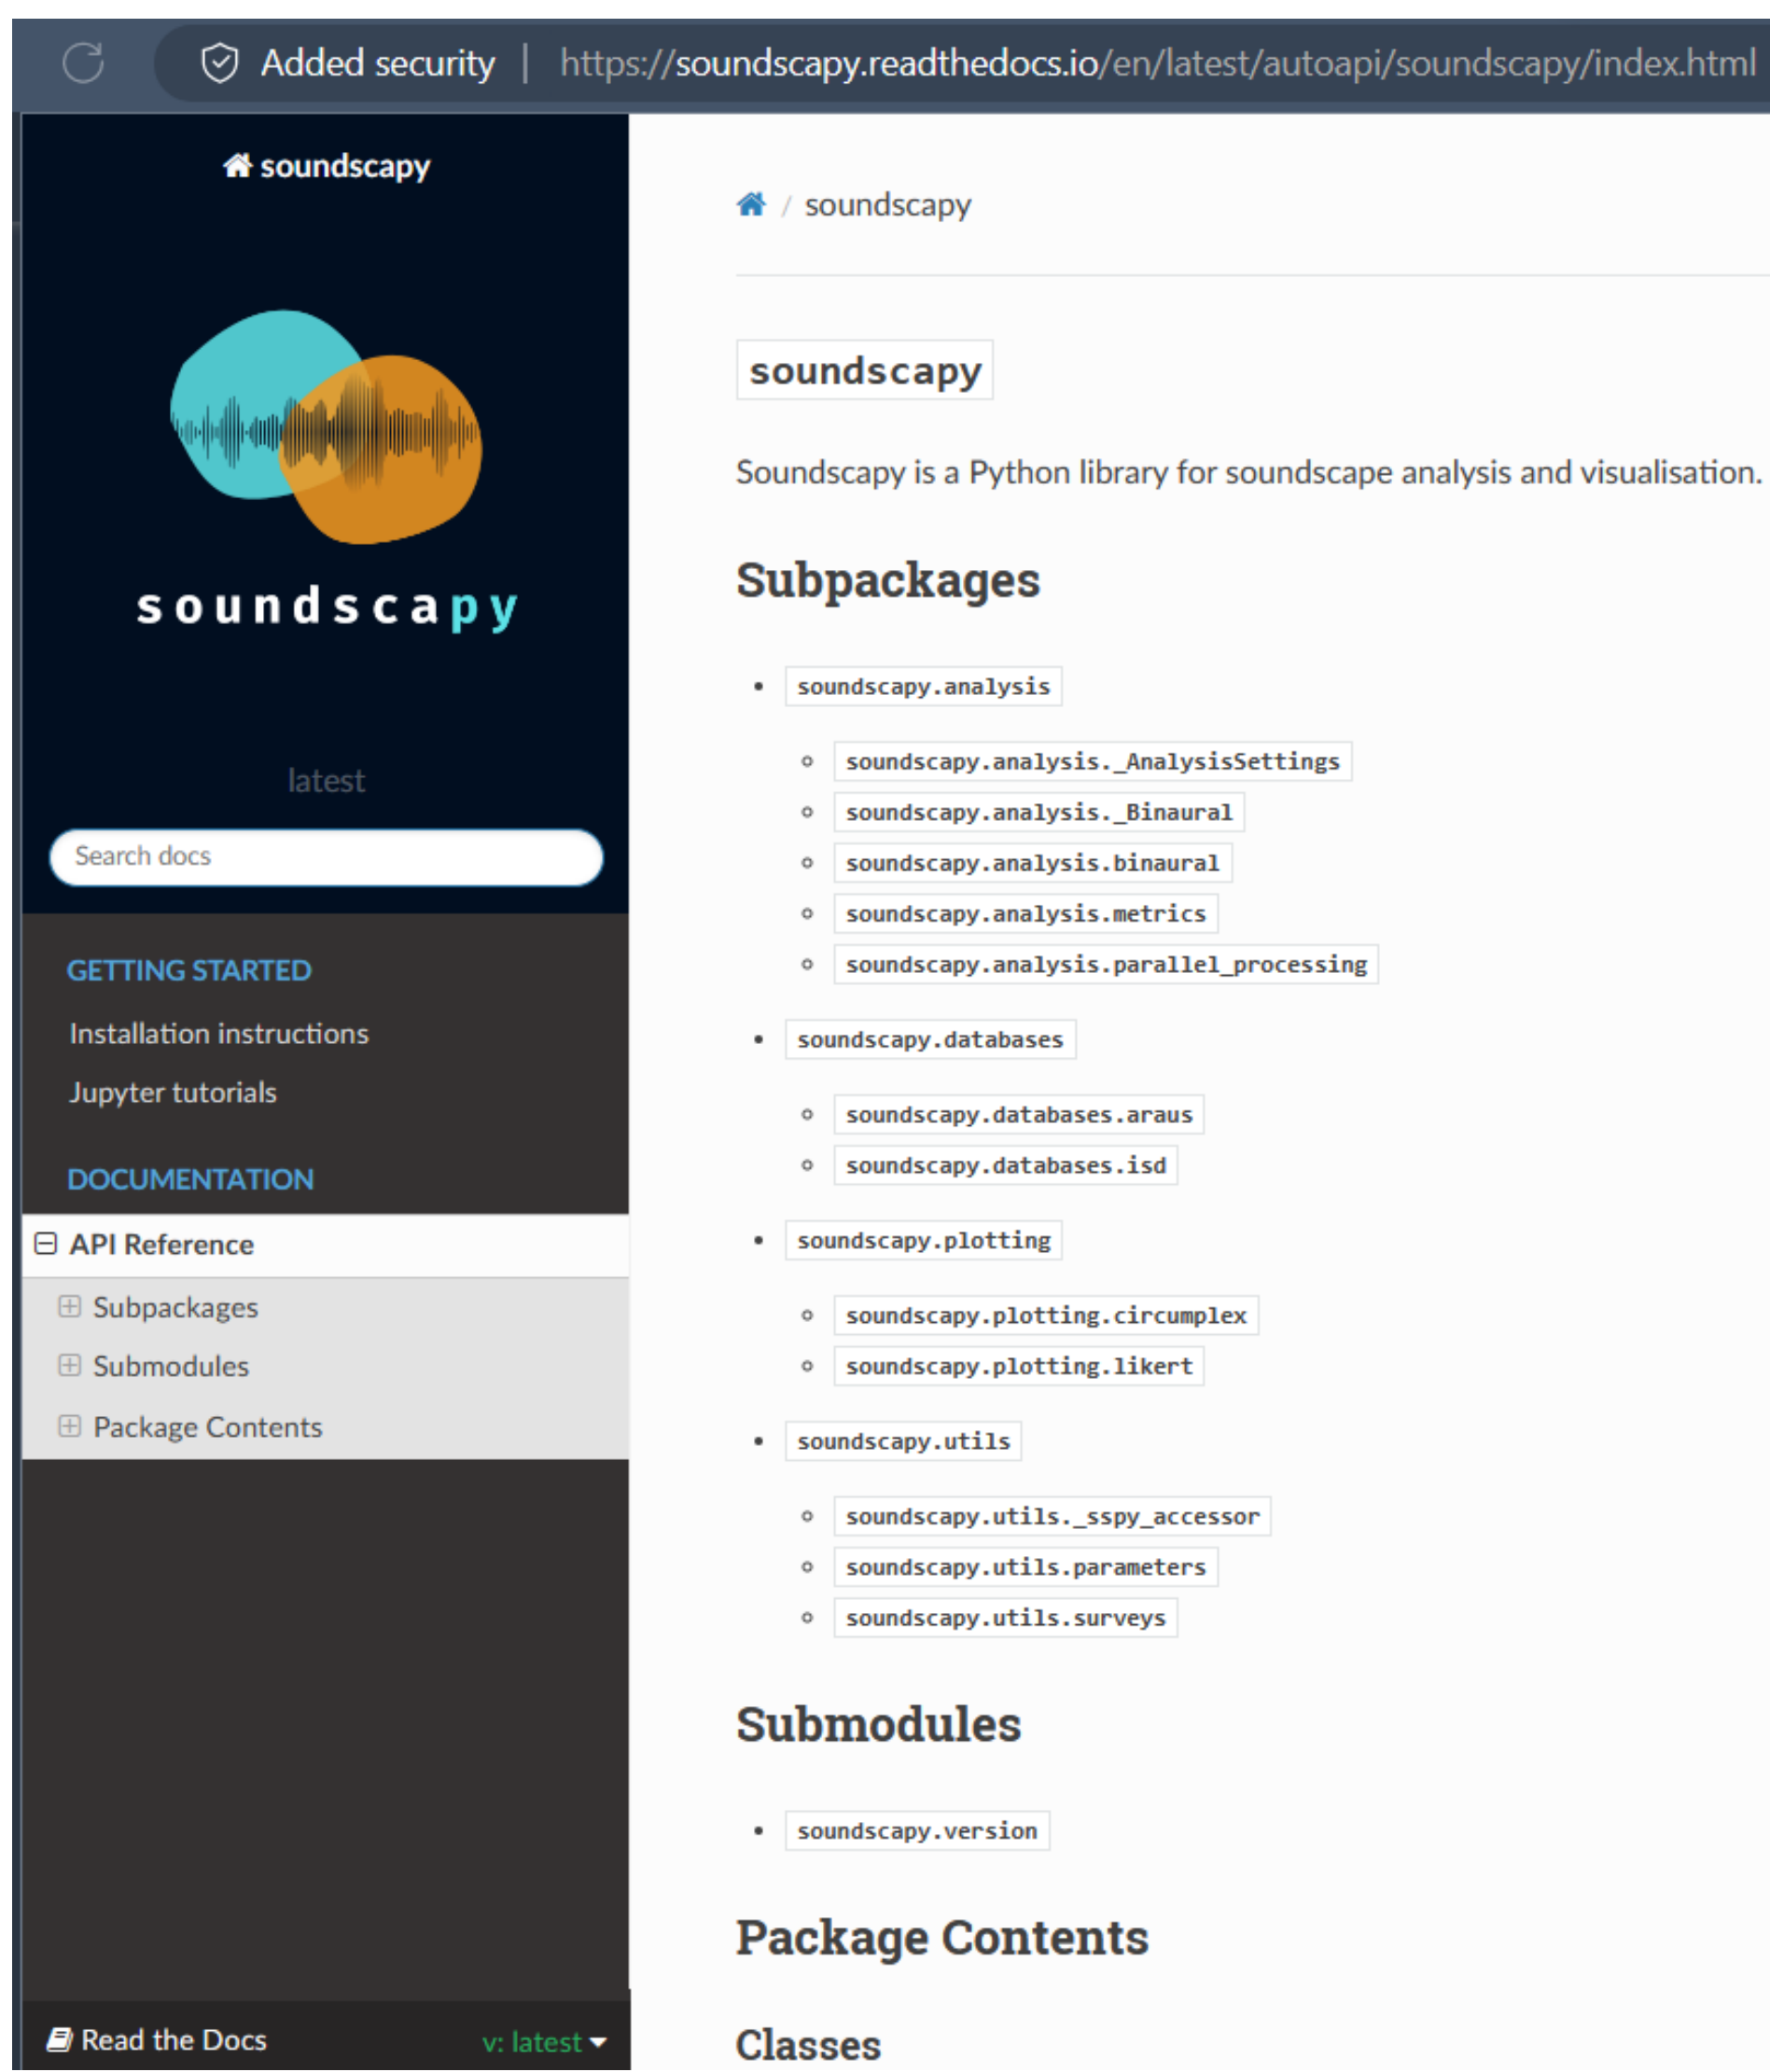 Added security | https://soundscapy.readthedocs.io/en/latest/autoapi/soundscapy/index.html
soundscapy
soundscapy
latest
Search docs
GETTING STARTED
Installation instructions
Jupyter tutorials
DOCUMENTATION
API Reference
Subpackages
Submodules
Package Contents
Read the Docs
v: latest
/ soundscapy
soundscapy
Soundscapy is a Python library for soundscape analysis and visualisation.
Subpackages
soundscapy.analysis
soundscapy.analysis._AnalysisSettings
soundscapy.analysis._Binaural
soundscapy.analysis.binaural
soundscapy.analysis.metrics
soundscapy.analysis.parallel_processing
soundscapy.databases
soundscapy.databases.araus
soundscapy.databases.isd
soundscapy.plotting
soundscapy.plotting.circumplex
soundscapy.plotting.likert
soundscapy.utils
soundscapy.utils._sspy_accessor
soundscapy.utils.parameters
soundscapy.utils.surveys
Submodules
soundscapy.version
Package Contents
Classes